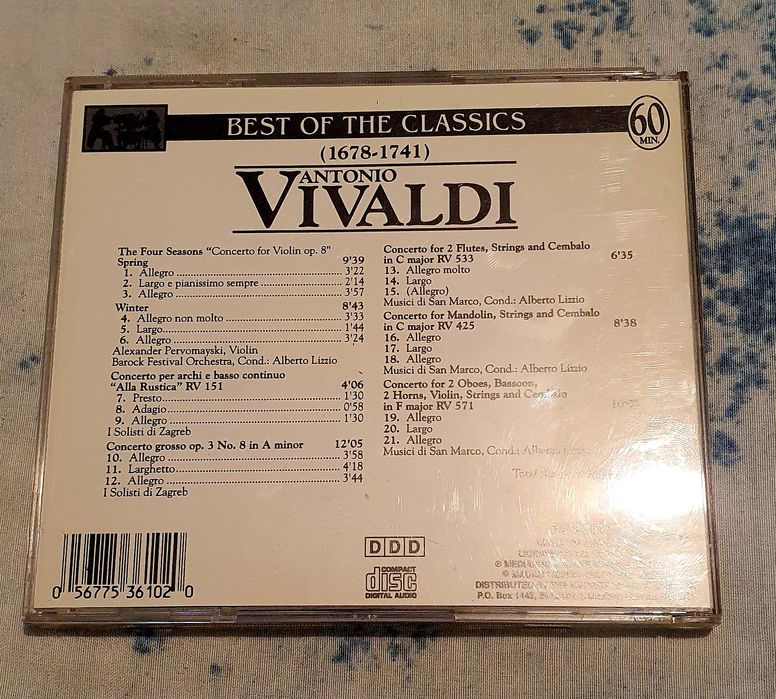 BEST OF THE CLASSICS
60 MIN.
(1678-1741)
ANTONIO
VIVALDI
The Four Seasons "Concerto for Violin op. 8"
Spring 9'39
1. Allegro 3'22
2. Largo e pianissimo sempre 2'14
3. Allegro 3'57
Winter 8'43
4. Allegro non molto 3'33
5. Largo 1'44
6. Allegro 3'24
Alexander Pervomayski, Violin
Barock Festival Orchestra, Cond.: Alberto Lizzio
Concerto per archi e basso continuo
"Alla Rustica" RV 151 4'06
7. Presto 1'30
8. Adagio 0'58
9. Allegro 1'30
I Solisti di Zagreb
Concerto grosso op. 3 No. 8 in A minor 12'05
10. Allegro 3'58
11. Larghetto 4'18
12. Allegro 3'44
I Solisti di Zagreb
Concerto for 2 Flutes, Strings and Cembalo
in C major RV 533 6'35
13. Allegro molto
14. Largo
15. (Allegro)
Musici di San Marco, Cond.: Alberto Lizzio
Concerto for Mandolin, Strings and Cembalo
in C major RV 425 8'38
16. Allegro
17. Largo
18. Allegro
Musici di San Marco, Cond.: Alberto Lizzio
Concerto for 2 Oboes, Bassoon,
2 Horns, Violin, Strings and Cembalo
in F major RV 571
19. Allegro
20. Largo
21. Allegro
Musici di San Marco, Cond.: Alberto
Total
DDD
COMPACT
disc
DIGITAL AUDIO
DISTRIBUTED
P.O. Box
0 56775 36102 0